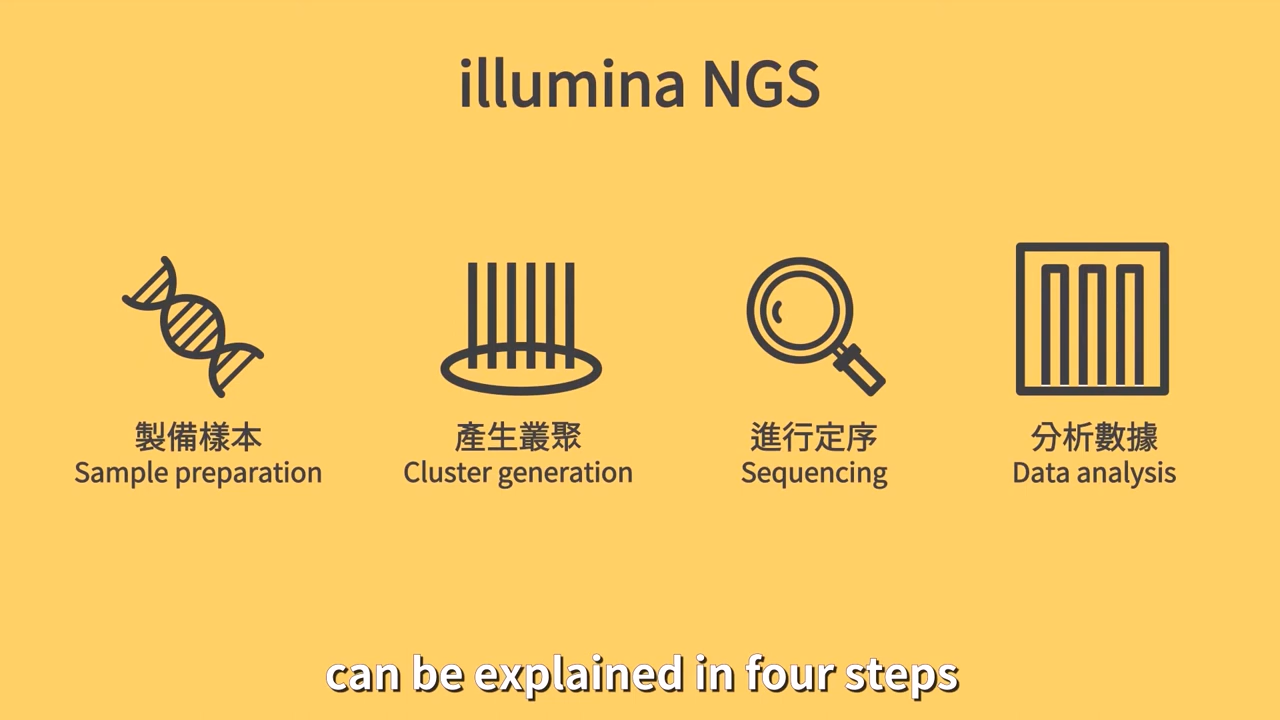 illumina NGS
製備樣本
Sample preparation
產生叢聚
Cluster generation
進行定序
Sequencing
分析數據
Data analysis
can be explained in four steps